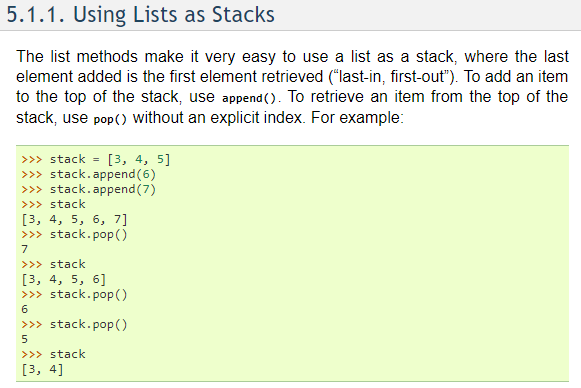 5.1.1. Using Lists as Stacks
The list methods make it very easy to use a list as a stack, where the last
element added is the first element retrieved (“last-in, first-out”). To add an item
to the top of the stack, use append(). To retrieve an item from the top of the
stack, use pop() without an explicit index. For example:
>>> stack = [3, 4, 5]
>>> stack.append(6)
>>> stack.append(7)
>>> stack
[3, 4, 5, 6, 7]
>>> stack.pop()
7
>>> stack
[3, 4, 5, 6]
>>> stack.pop()
6
>>> stack.pop()
5
>>> stack
[3, 4]